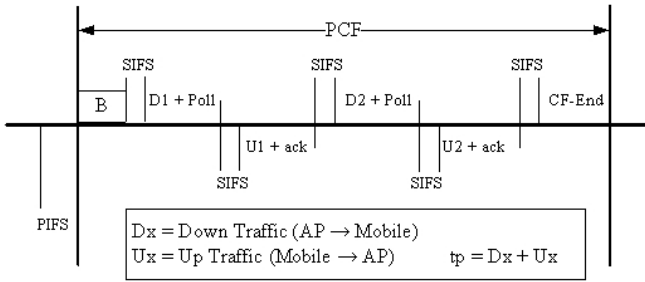 PCF
SIFS SIFS SIFS
B D1 + Poll D2 + Poll CF-End
U1 + ack U2 + ack
SIFS SIFS
PIFS
Dx = Down Traffic (AP → Mobile)
Ux = Up Traffic (Mobile → AP) tp = Dx + Ux